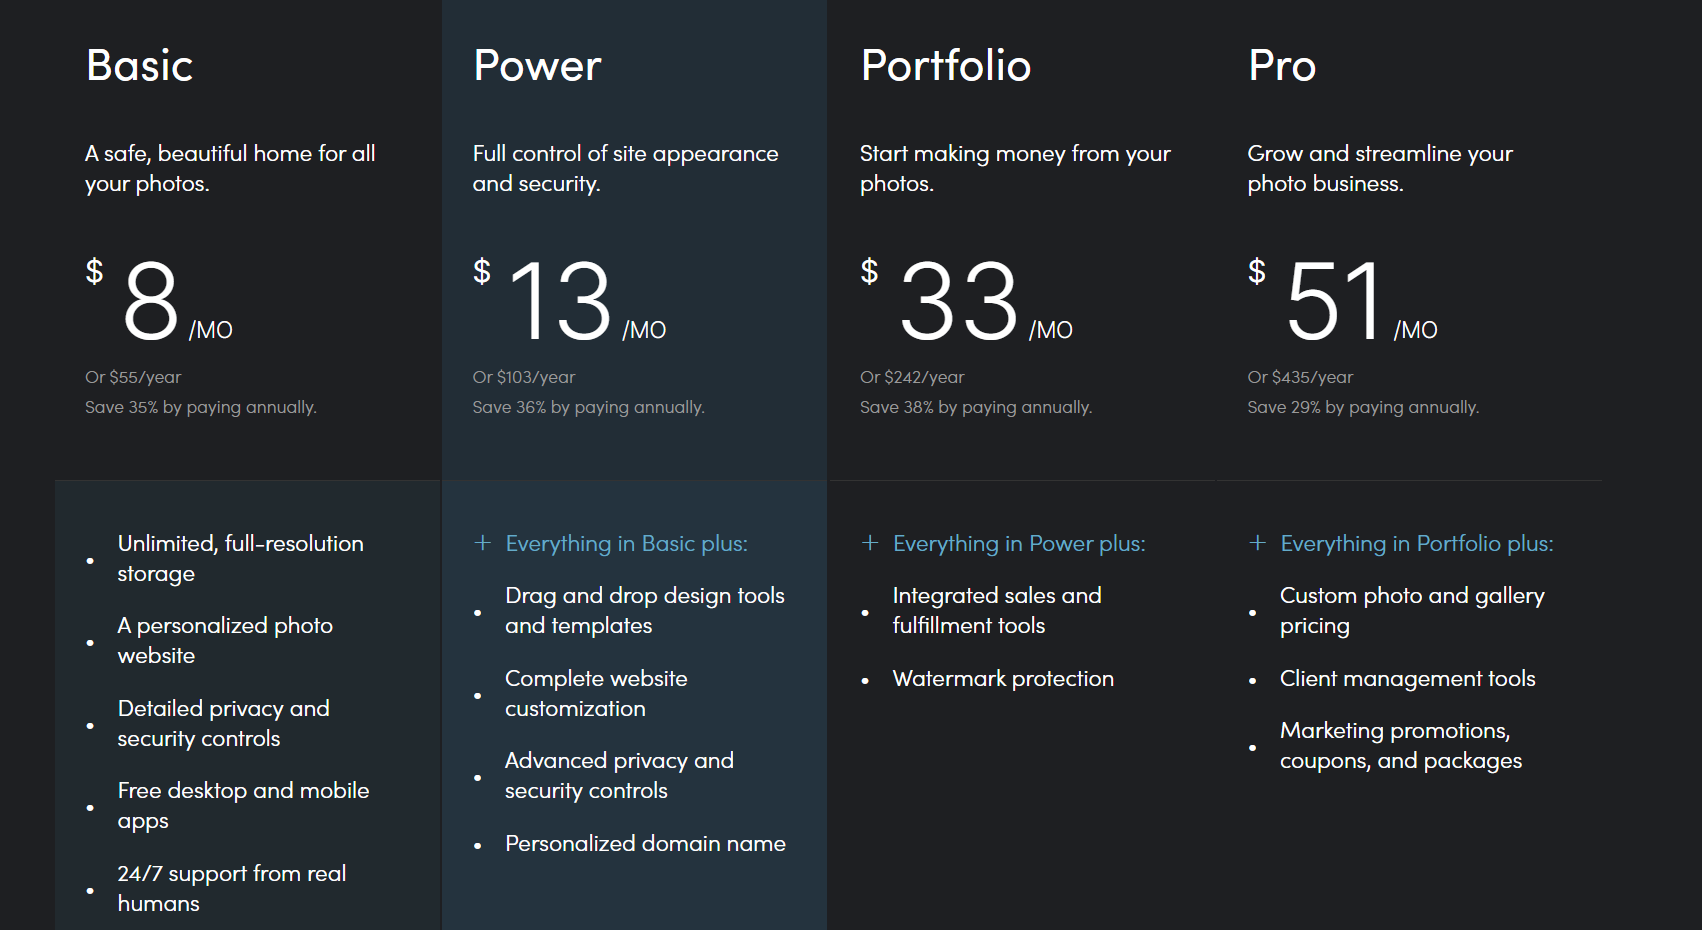 Basic
A safe, beautiful home for all
your photos.
$ 8 /MO
Or $55/year
Save 35% by paying annually.
• Unlimited, full-resolution
storage
• A personalized photo
website
• Detailed privacy and
security controls
• Free desktop and mobile
apps
• 24/7 support from real
humans
Power
Full control of site appearance
and security.
$ 13 /MO
Or $103/year
Save 36% by paying annually.
+ Everything in Basic plus:
• Drag and drop design tools
and templates
• Complete website
customization
• Advanced privacy and
security controls
• Personalized domain name
Portfolio
Start making money from your
photos.
$ 33 /MO
Or $242/year
Save 38% by paying annually.
+ Everything in Power plus:
• Integrated sales and
fulfillment tools
• Watermark protection
Pro
Grow and streamline your
photo business.
$ 51 /MO
Or $435/year
Save 29% by paying annually.
+ Everything in Portfolio plus:
• Custom photo and gallery
pricing
• Client management tools
• Marketing promotions,
coupons, and packages